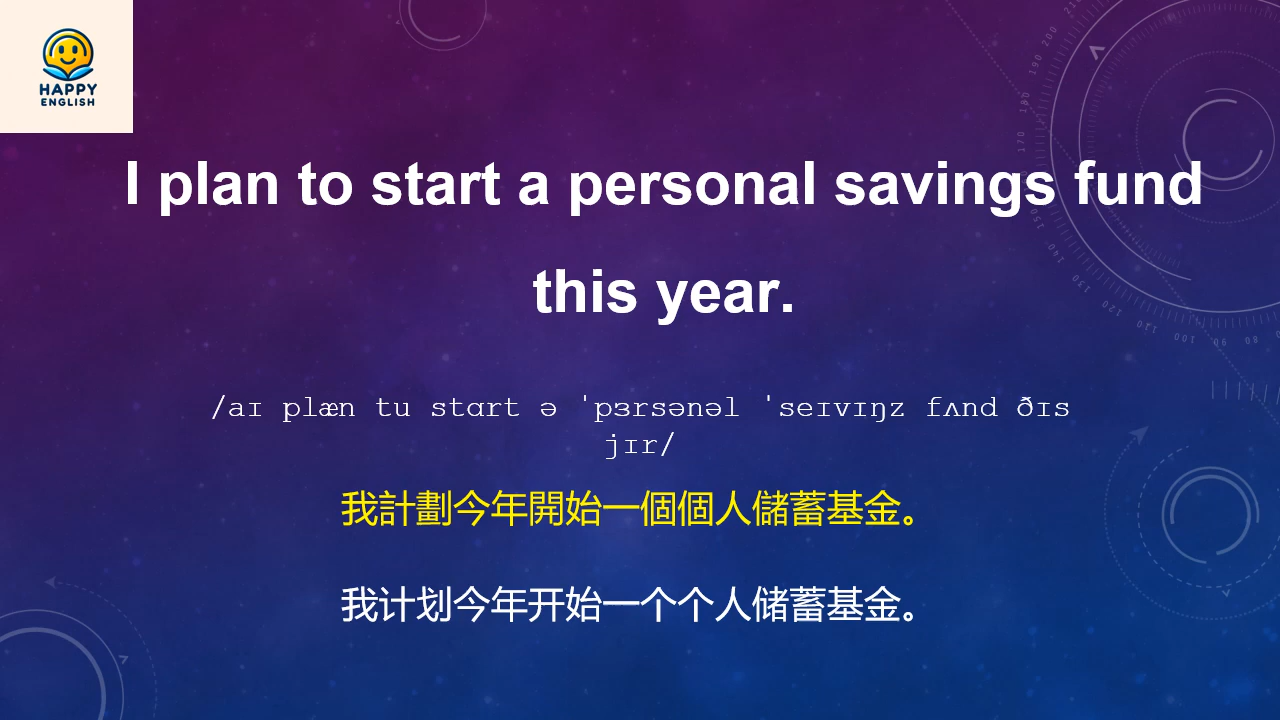 HAPPY
ENGLISH
I plan to start a personal savings fund
this year.
/aɪ plæn tu stɑrt ə ˈpɜrsənəl ˈseɪvɪŋz fʌnd ðɪs
jɪr/
我計劃今年開始一個個人儲蓄基金。
我计划今年开始一个个人储蓄基金。